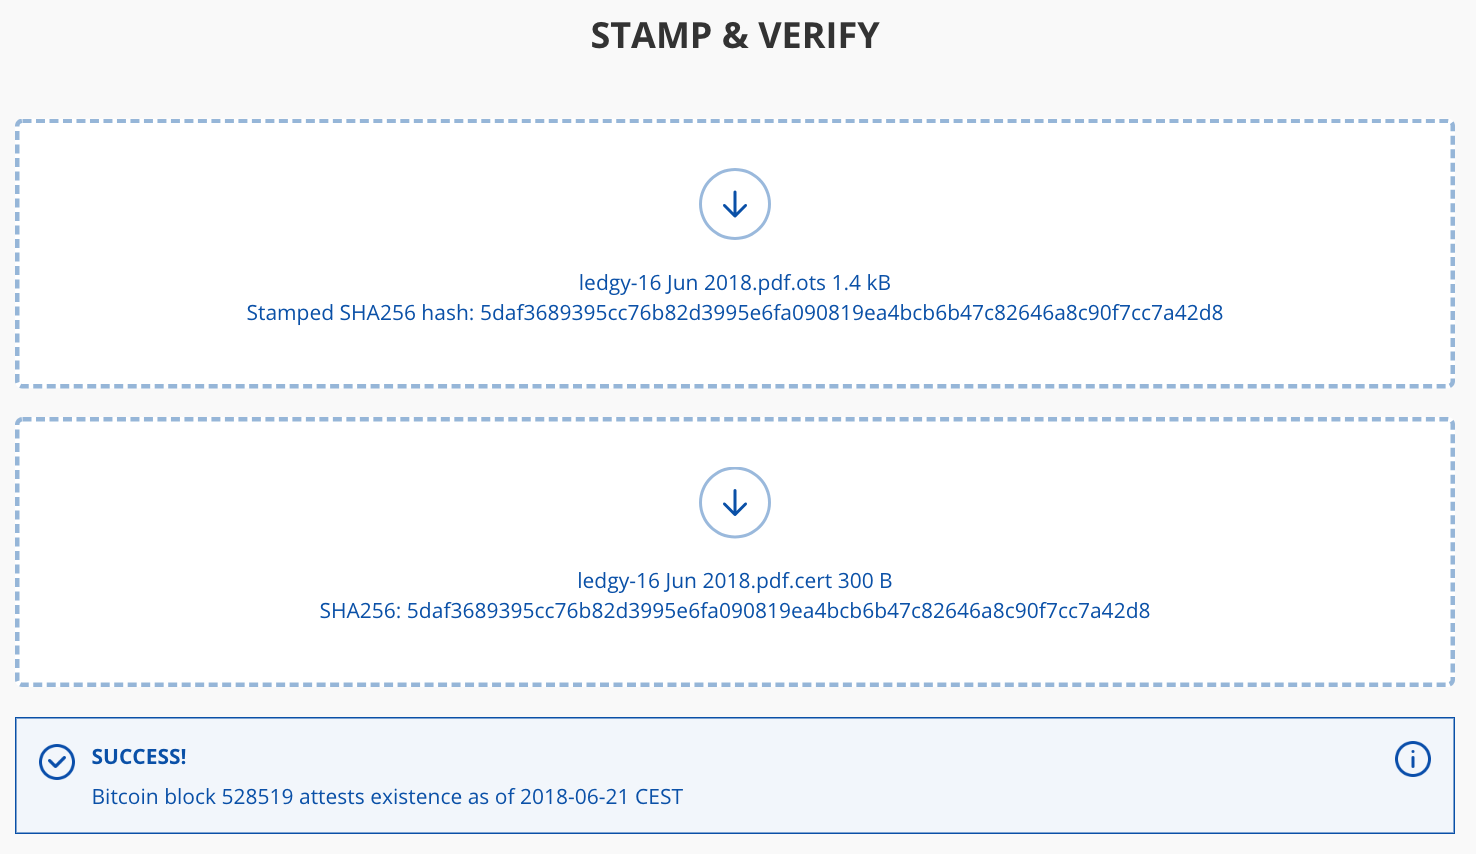 STAMP & VERIFY
ledgy-16 Jun 2018.pdf.ots 1.4 kB
Stamped SHA256 hash: 5daf3689395cc76b82d3995e6fa090819ea4bcb6b47c82646a8c90f7cc7a42d8
ledgy-16 Jun 2018.pdf.cert 300 B
SHA256: 5daf3689395cc76b82d3995e6fa090819ea4bcb6b47c82646a8c90f7cc7a42d8
SUCCESS!
Bitcoin block 528519 attests existence as of 2018-06-21 CEST